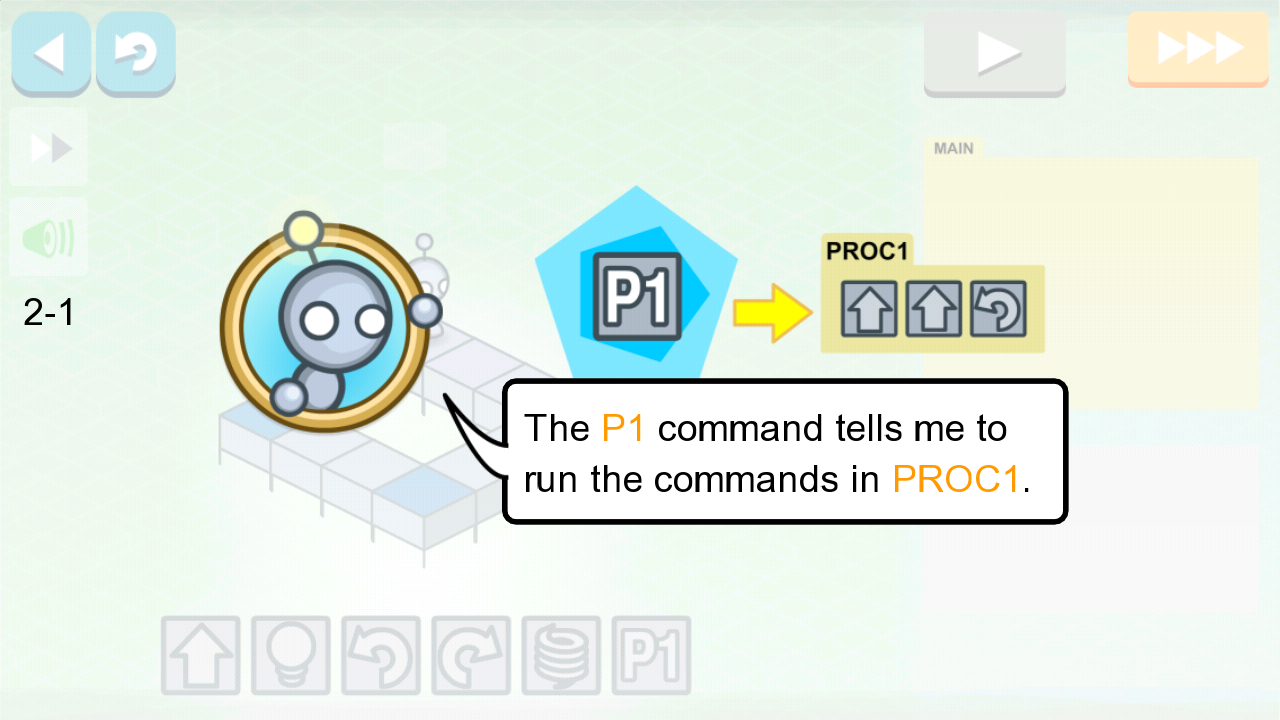 MAIN
P1
PROC1
2-1
The P1 command tells me to
run the commands in PROC1.
P1